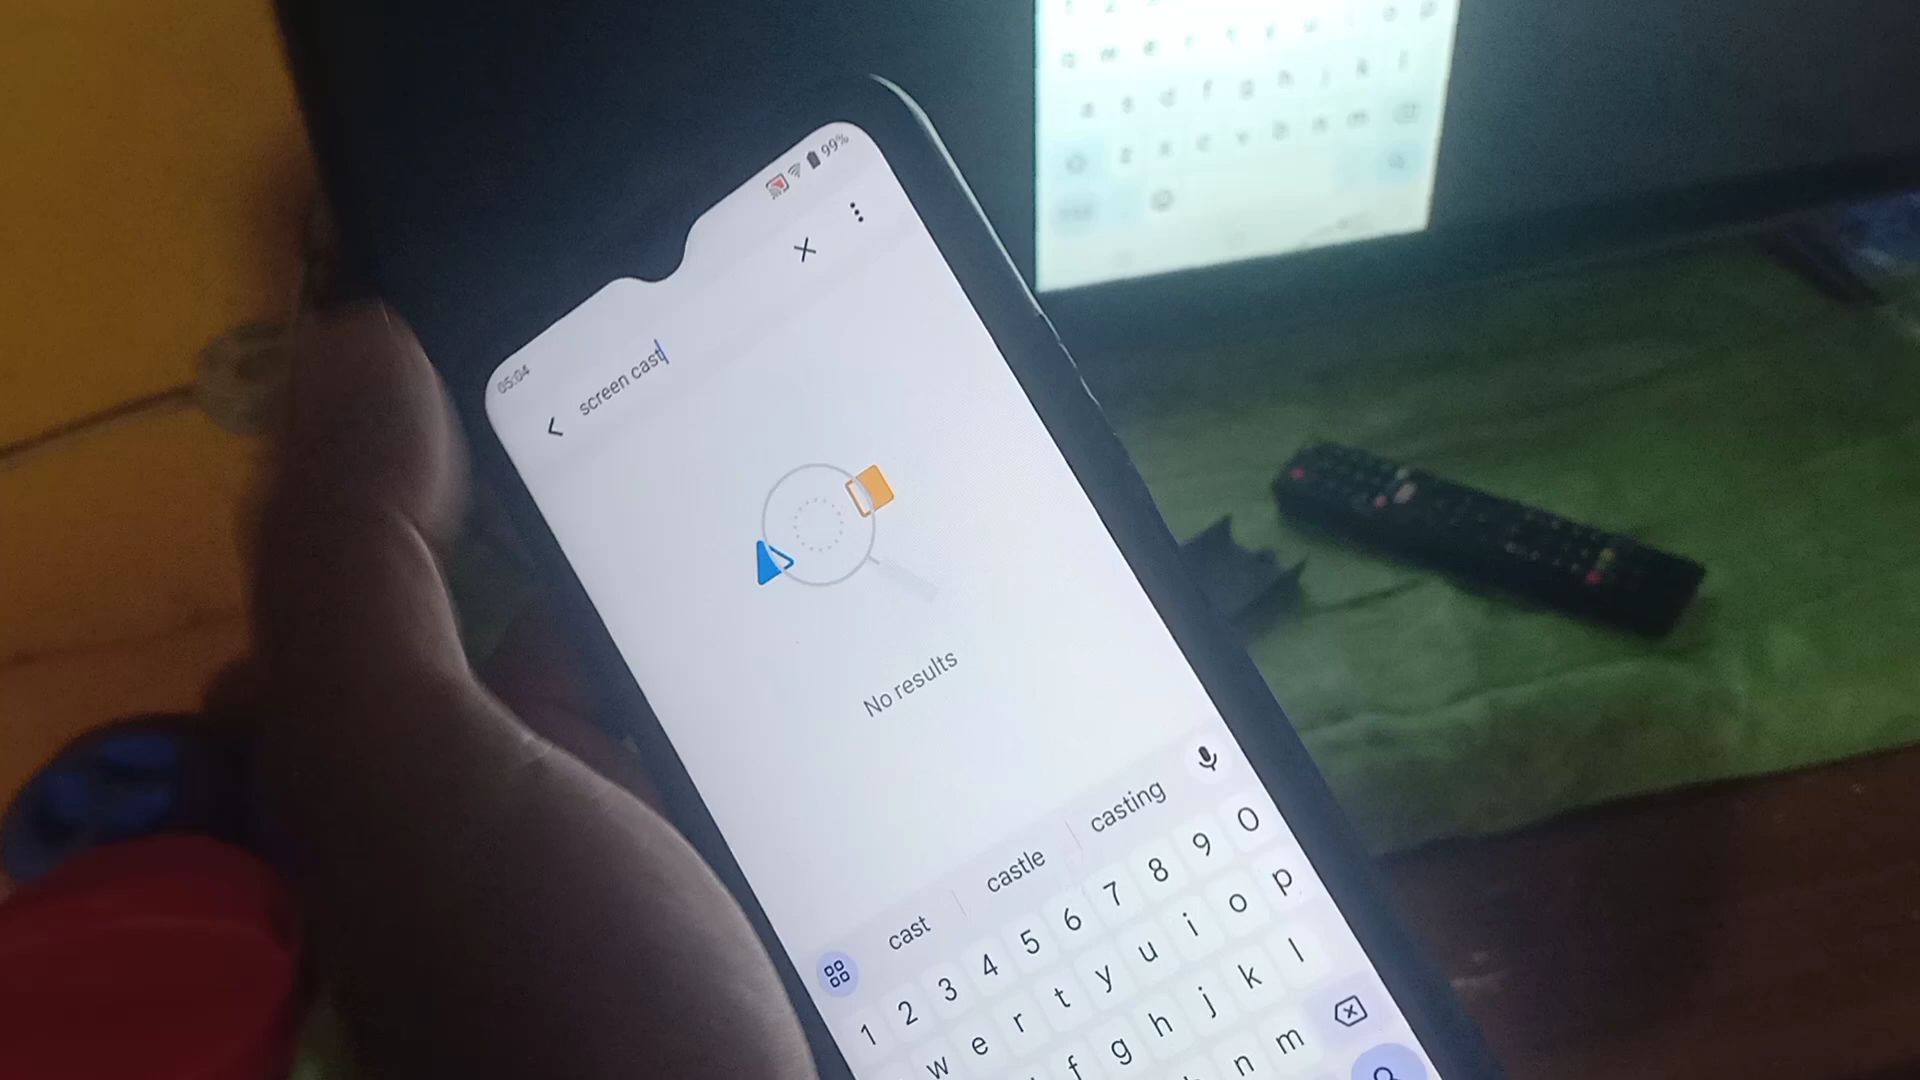 05:04
99%
screen cast
No results
cast
castle
casting
1 2 3 4 5 6 7 8 9 0
w e r t y u i o p
f g h j k l
n m